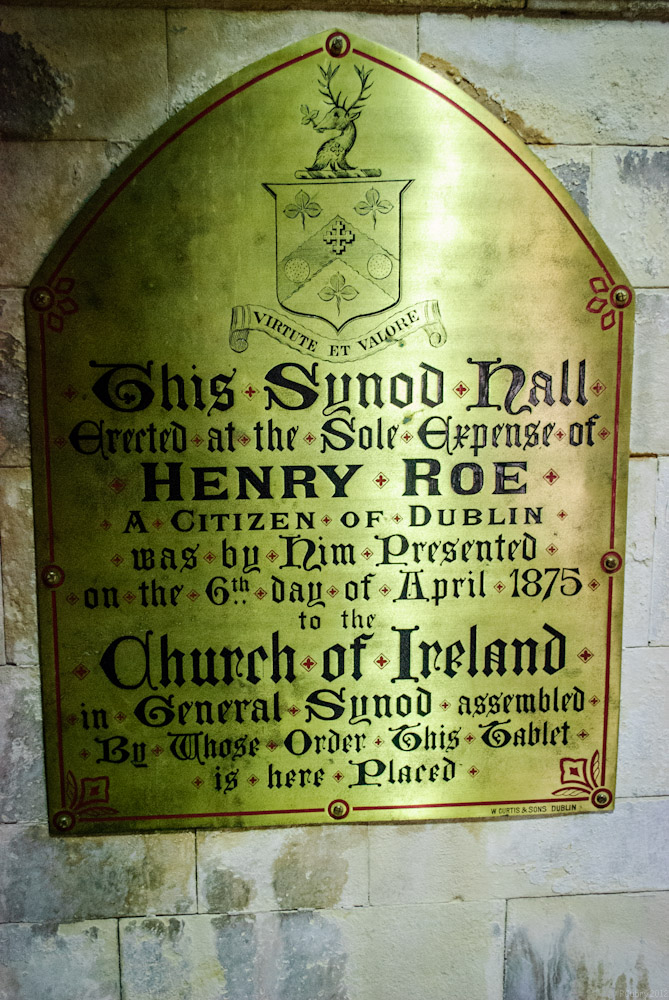 VIRTUTE ET VALORE
This Synod Hall
Erected at the Sole Expense of
HENRY ROE
A CITIZEN OF DUBLIN
was by Him Presented
on the 6th day of April 1875
to the
Church of Ireland
in General Synod assembled
By Whose Order This Tablet
is here Placed
W CURTIS & SONS DUBLIN